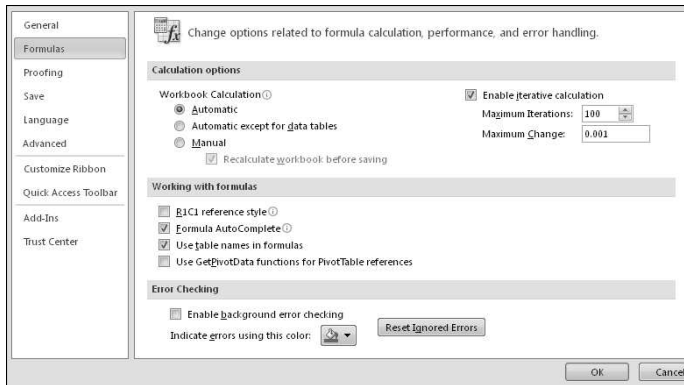 General
Formulas
Proofing
Save
Language
Advanced
Customize Ribbon
Quick Access Toolbar
Add-Ins
Trust Center
Change options related to formula calculation, performance, and error handling.
Calculation options
Workbook Calculation
Automatic
Automatic except for data tables
Manual
Recalculate workbook before saving
Enable iterative calculation
Maximum Iterations: 100
Maximum Change: 0.001
Working with formulas
R1C1 reference style
Formula AutoComplete
Use table names in formulas
Use GetPivotData functions for PivotTable references
Error Checking
Enable background error checking
Indicate errors using this color:
Reset Ignored Errors
OK
Cancel